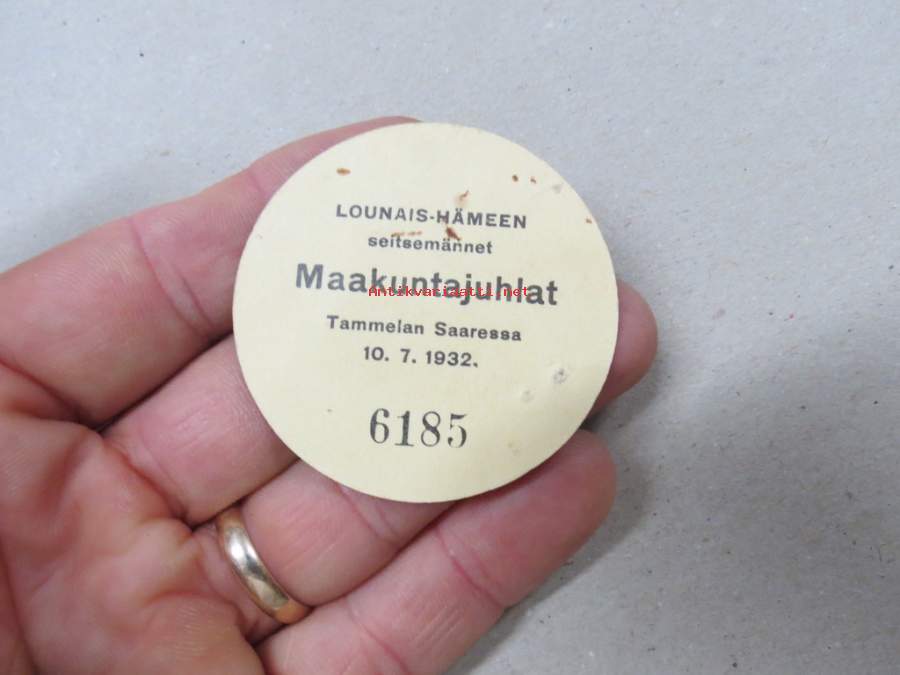 LOUNAIS-HÄMEEN
seitsemännet
Maakuntajuhlat
Antikvariaatti.net
Tammelan Saaressa
10. 7. 1932.
6185